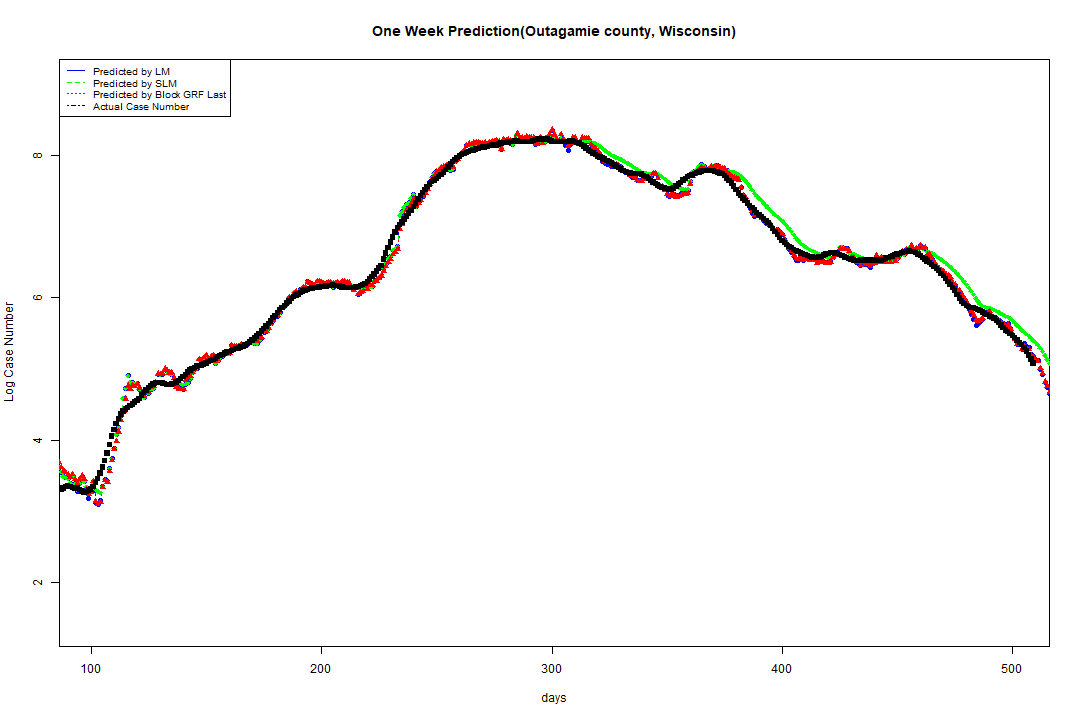 One Week Prediction(Outagamie county, Wisconsin)
Predicted by LM
Predicted by SLM
Predicted by Block GRF Last
Actual Case Number
Log Case Number
8
6
4
2
100 200 300 400 500
days